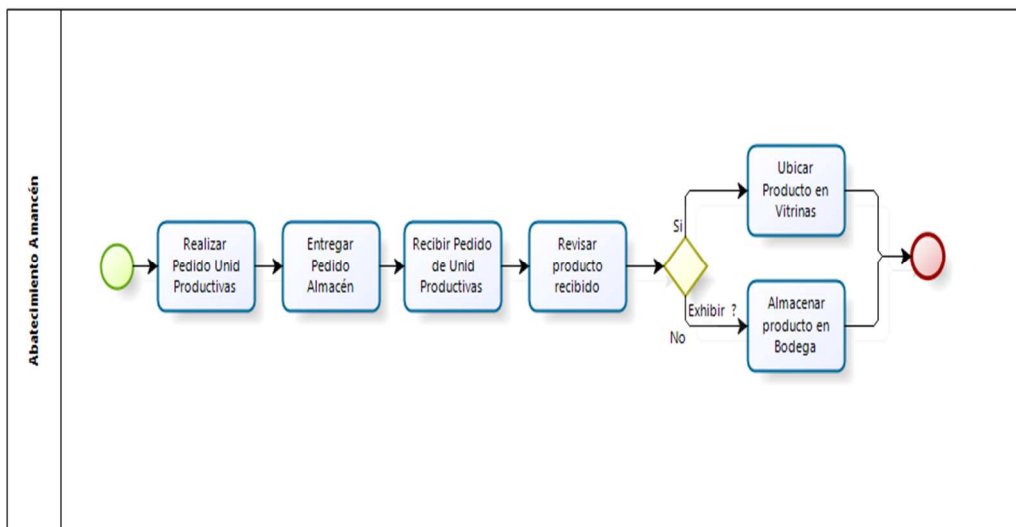 Abatecimiento Amancén
Realizar
Pedido Unid
Productivas
Entregar
Pedido
Almacén
Recibir Pedido
de Unid
Productivas
Revisar
producto
recibido
Si
Exhibir ?
No
Ubicar
Producto en
Vitrinas
Almacenar
producto en
Bodega